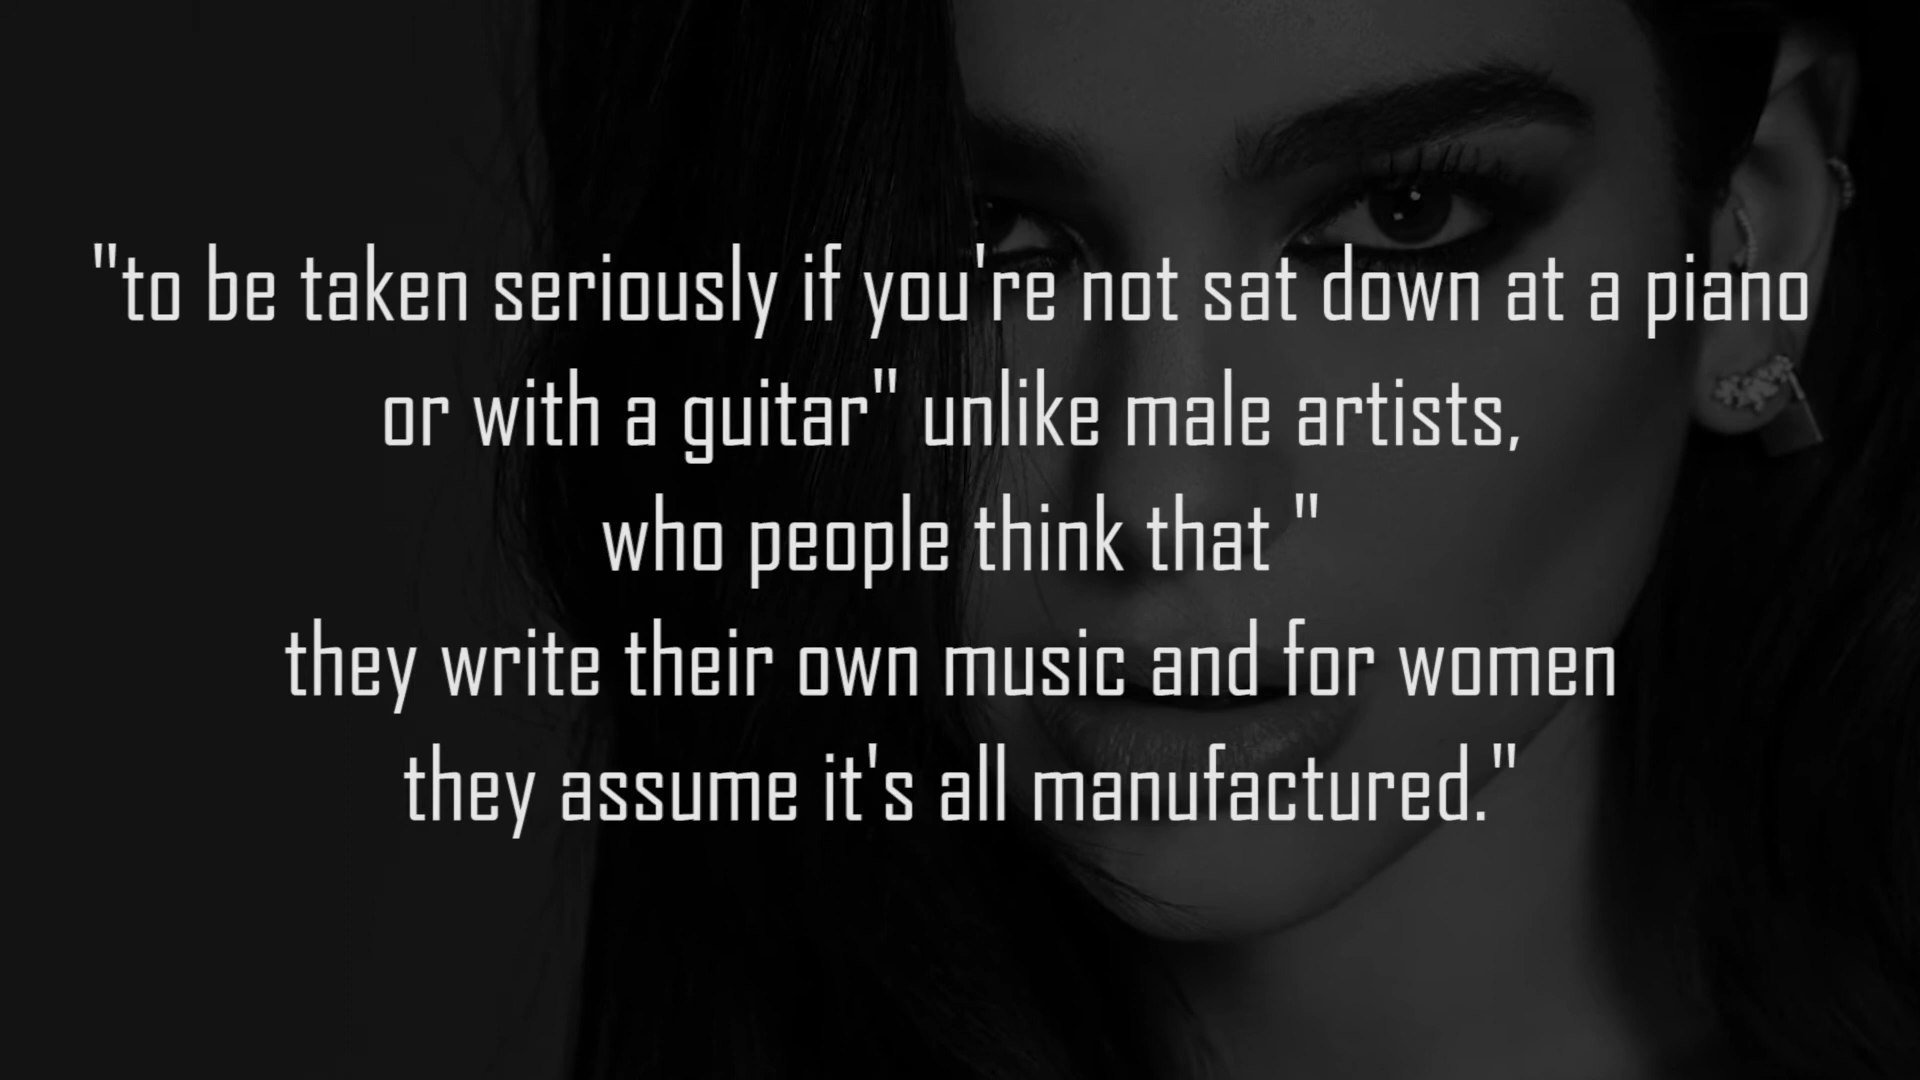 "to be taken seriously if you're not sat down at a piano
or with a guitar" unlike male artists,
who people think that "
they write their own music and for women
they assume it's all manufactured."